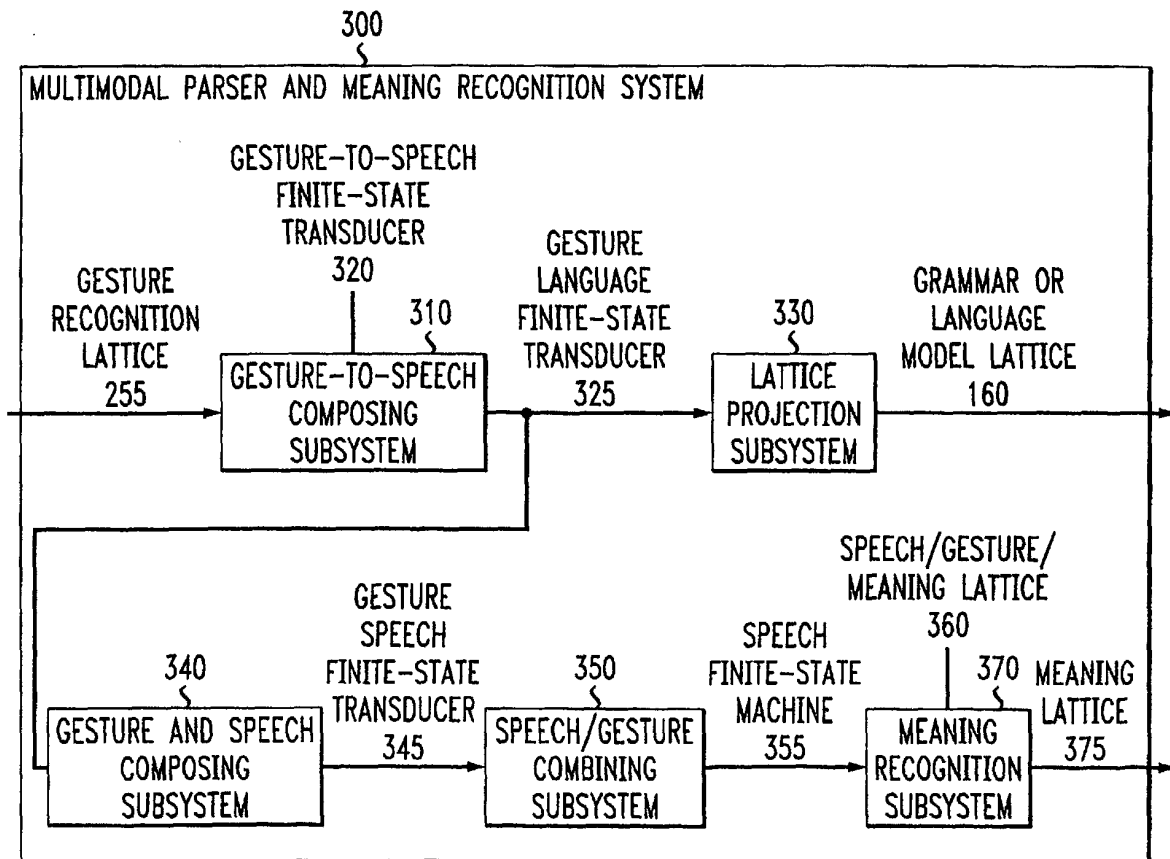 300
MULTIMODAL PARSER AND MEANING RECOGNITION SYSTEM
GESTURE-TO-SPEECH
FINITE-STATE
TRANSDUCER
320
GESTURE
RECOGNITION
LATTICE
255
310
GESTURE-TO-SPEECH
COMPOSING
SUBSYSTEM
GESTURE
LANGUAGE
FINITE-STATE
TRANSDUCER
325
330
LATTICE
PROJECTION
SUBSYSTEM
GRAMMAR OR
LANGUAGE
MODEL LATTICE
160
340
GESTURE AND SPEECH
COMPOSING
SUBSYSTEM
GESTURE
SPEECH
FINITE-STATE
TRANSDUCER
345
350
SPEECH/GESTURE
COMBINING
SUBSYSTEM
SPEECH
FINITE-STATE
MACHINE
355
SPEECH/GESTURE/
MEANING LATTICE
360
370
MEANING
RECOGNITION
SUBSYSTEM
MEANING
LATTICE
375